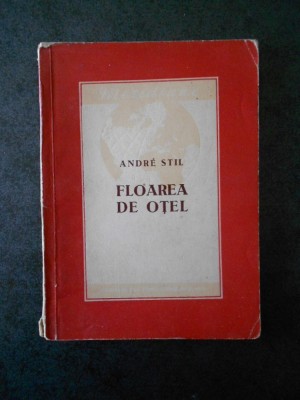 ANDRÉ STIL
FLOAREA
DE OȚEL